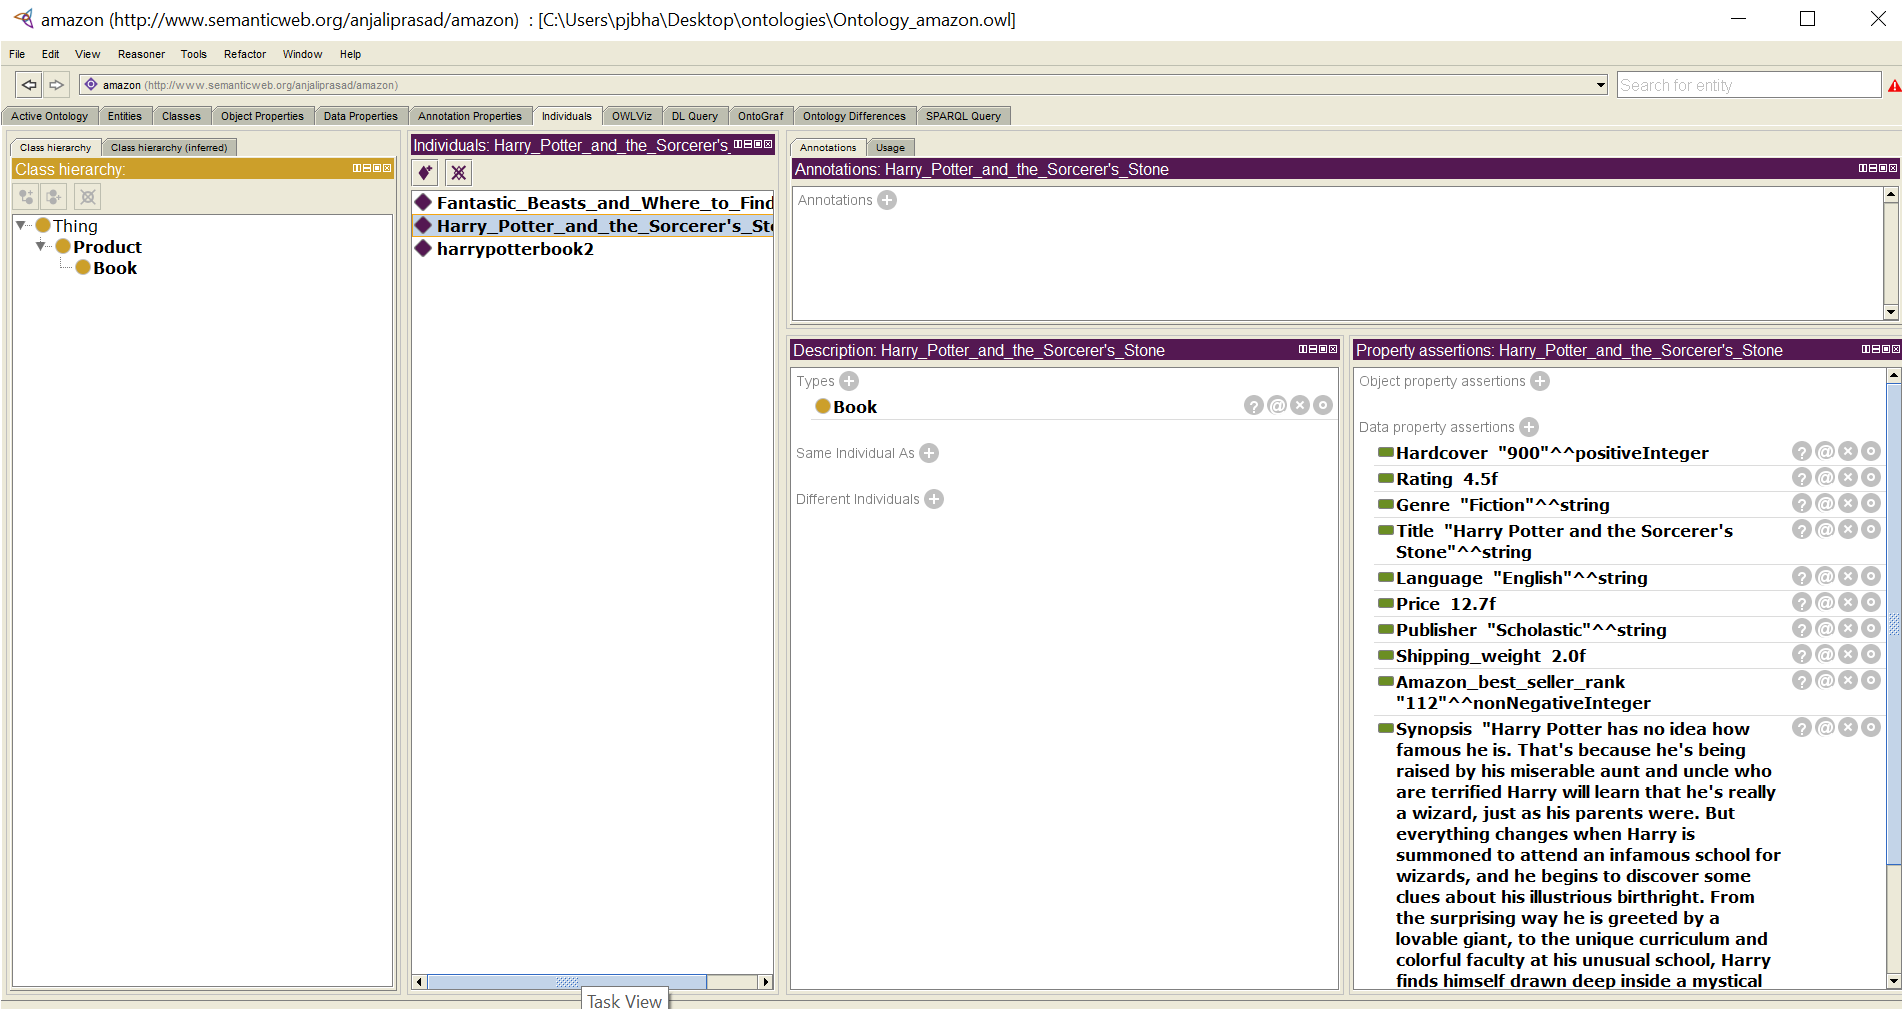 amazon (http://www.semanticweb.org/anjaliprasad/amazon) : [C:\Users\pjbha\Desktop\ontologies\Ontology_amazon.owl]
File Edit View Reasoner Tools Refactor Window Help
amazon (http://www.semanticweb.org/anjaliprasad/amazon)
Search for entity
Active Ontology Entities Classes Object Properties Data Properties Annotation Properties Individuals OWLViz DL Query OntoGraf Ontology Differences SPARQL Query
Class hierarchy Class hierarchy (inferred)
Class hierarchy:
Thing
Product
Book
Individuals: Harry_Potter_and_the_Sorcerer's_
Fantastic_Beasts_and_Where_to_Find
Harry_Potter_and_the_Sorcerer's_St
harrypotterbook2
Annotations Usage
Annotations: Harry_Potter_and_the_Sorcerer's_Stone
Annotations
Description: Harry_Potter_and_the_Sorcerer's_Stone
Types
Book
Same Individual As
Different Individuals
Property assertions: Harry_Potter_and_the_Sorcerer's_Stone
Object property assertions
Data property assertions
Hardcover "900"^^positiveInteger
Rating 4.5f
Genre "Fiction"^^string
Title "Harry Potter and the Sorcerer's
Stone"^^string
Language "English"^^string
Price 12.7f
Publisher "Scholastic"^^string
Shipping_weight 2.0f
Amazon_best_seller_rank
"112"^^nonNegativeInteger
Synopsis "Harry Potter has no idea how
famous he is. That's because he's being
raised by his miserable aunt and uncle who
are terrified Harry will learn that he's really
a wizard, just as his parents were. But
everything changes when Harry is
summoned to attend an infamous school for
wizards, and he begins to discover some
clues about his illustrious birthright. From
the surprising way he is greeted by a
lovable giant, to the unique curriculum and
colorful faculty at his unusual school, Harry
finds himself drawn deep inside a mystical
Task View